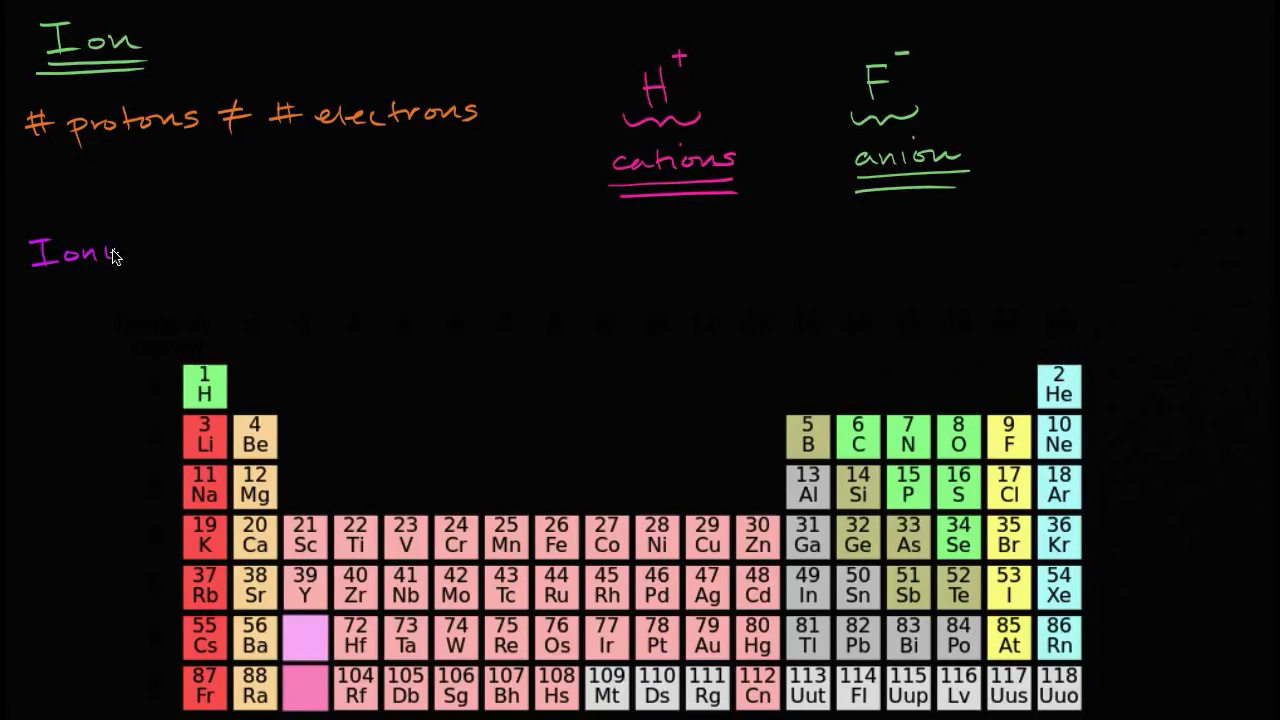 Ion
# protons ≠ # electrons
H+ F−
cations anion
Ion
1 2
H He
3 4 5 6 7 8 9 10
Li Be B C N O F Ne
11 12 13 14 15 16 17 18
Na Mg Al Si P S Cl Ar
19 20 21 22 23 24 25 26 27 28 29 30 31 32 33 34 35 36
K Ca Sc Ti V Cr Mn Fe Co Ni Cu Zn Ga Ge As Se Br Kr
37 38 39 40 41 42 43 44 45 46 47 48 49 50 51 52 53 54
Rb Sr Y Zr Nb Mo Tc Ru Rh Pd Ag Cd In Sn Sb Te I Xe
55 56 72 73 74 75 76 77 78 79 80 81 82 83 84 85 86
Cs Ba Hf Ta W Re Os Ir Pt Au Hg Tl Pb Bi Po At Rn
87 88 104 105 106 107 108 109 110 111 112 113 114 115 116 117 118
Fr Ra Rf Db Sg Bh Hs Mt Ds Rg Cn Uut Fl Uup Lv Uus Uuo